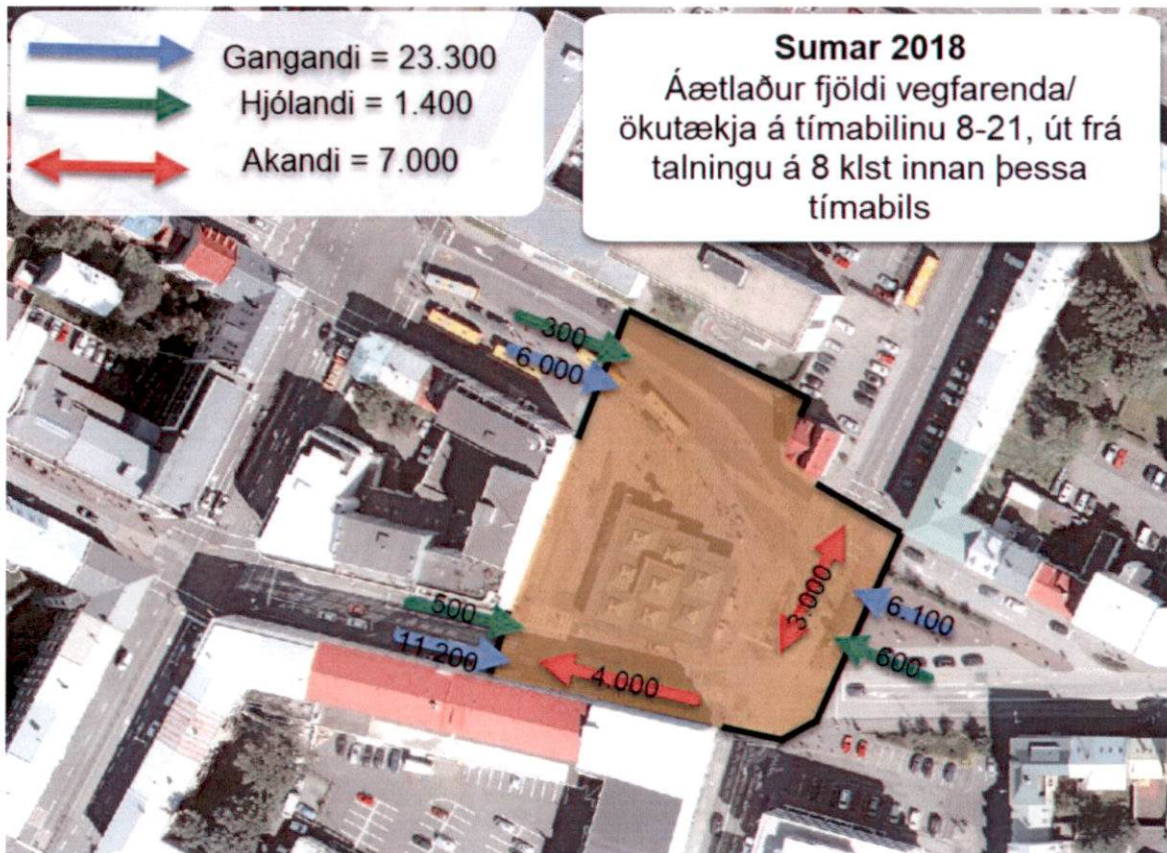 Gangandi = 23.300
Hjólandi = 1.400
Akandi = 7.000
Sumar 2018
Áætlaður fjöldi vegfarenda/
ökutækja á tímabilinu 8-21, út frá
talningu á 8 klst innan þessa
tímabils
300
6.000
500
11.200
4.000
3.000
6.100
600